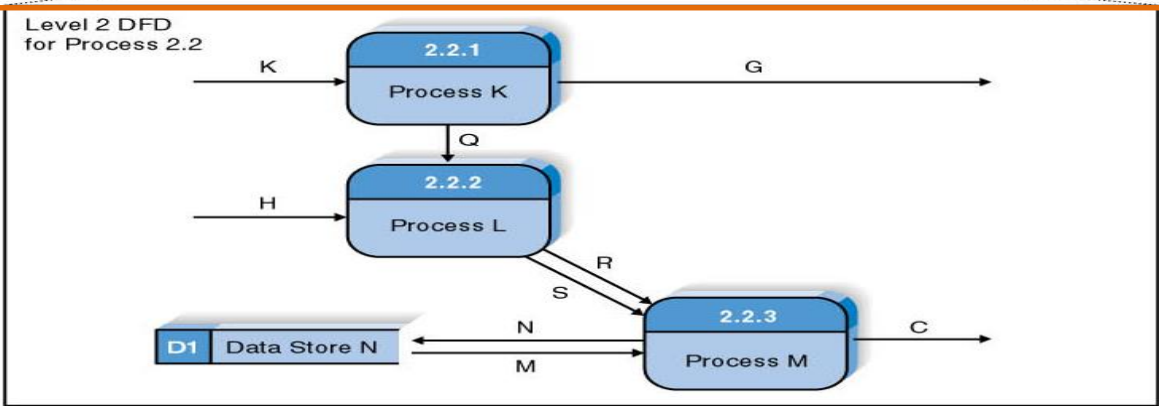 Level 2 DFD
for Process 2.2
2.2.1
K
G
Process K
Q
2.2.2
H
Process L
R
S
2.2.3
N
C
D1 Data Store N
Process M
M